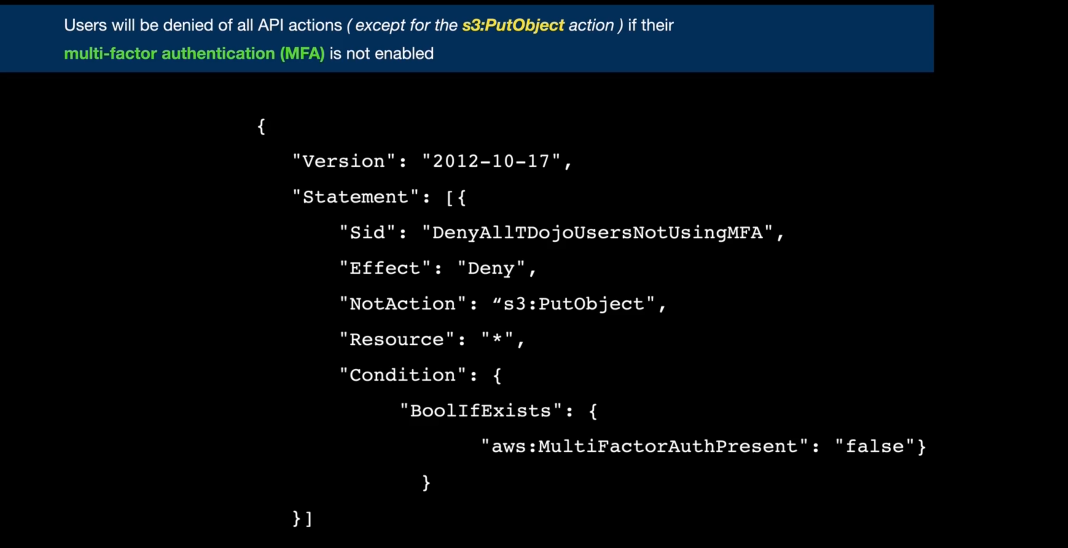 Users will be denied of all API actions ( except for the s3:PutObject action ) if their
multi-factor authentication (MFA) is not enabled
{
"Version": "2012-10-17",
"Statement": [{
"Sid": "DenyAllTDojoUsersNotUsingMFA",
"Effect": "Deny",
"NotAction": “s3:PutObject",
"Resource": "*",
"Condition": {
"BoolIfExists": {
"aws:MultiFactorAuthPresent": "false"}
}
}]